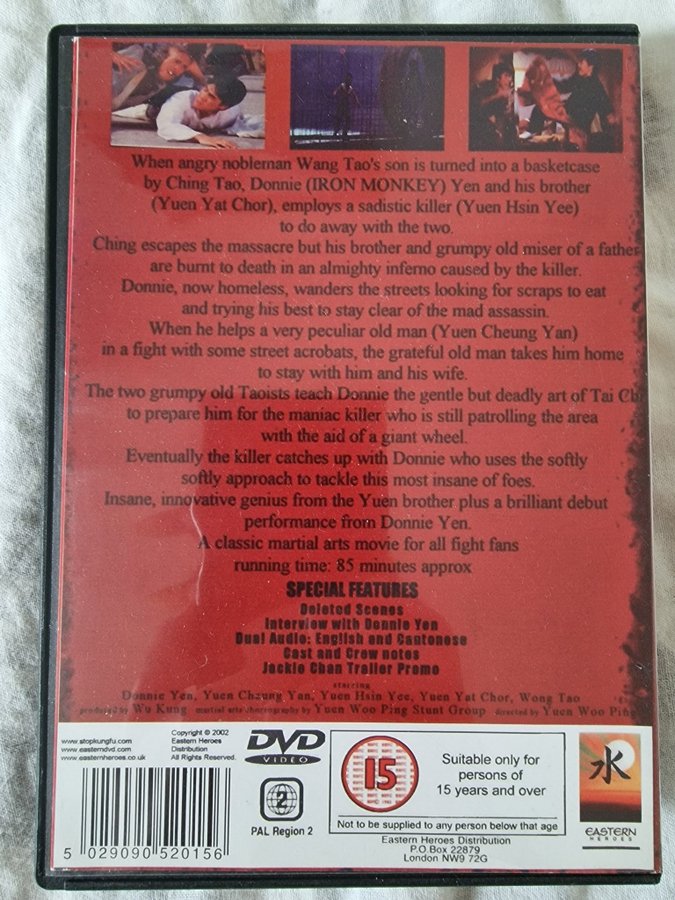 When angry nobleman Wang Tao's son is turned into a basketcase
by Ching Tao, Donnie (IRON MONKEY) Yen and his brother
(Yuen Yat Chor), employs a sadistic killer (Yuen Hsin Yee)
to do away with the two.
Ching escapes the massacre but his brother and grumpy old miser of a father
are burnt to death in an almighty inferno caused by the killer.
Donnie, now homeless, wanders the streets looking for scraps to eat
and trying his best to stay clear of the mad assassin.
When he helps a very peculiar old man (Yuen Cheung Yan)
in a fight with some street acrobats, the grateful old man takes him home
to stay with him and his wife.
The two grumpy old Taoists teach Donnie the gentle but deadly art of Tai Chi
to prepare him for the maniac killer who is still patrolling the area
with the aid of a giant wheel.
Eventually the killer catches up with Donnie who uses the softly
softly approach to tackle this most insane of foes.
Insane, innovative genius from the Yuen brother plus a brilliant debut
performance from Donnie Yen.
A classic martial arts movie for all fight fans
running time: 85 minutes approx
SPECIAL FEATURES
Deleted Scenes
Interview with Donnie Yen
Dual Audio: English and Cantonese
Cast and Crew notes
Jackie Chan Trailer Promo
starring
Donnie Yen, Yuen Cheung Yan, Yuen Hsin Yee, Yuen Yat Chor, Wong Tao
produced by Wu Kung martial arts choreography by Yuen Woo Ping Stunt Group directed by Yuen Woo Ping
www.stopkungfu.com
www.easterndvd.com
www.easternheroes.co.uk
Copyright © 2002
Eastern Heroes
Distribution
All Rights Reserved.
DVD
VIDEO
2
PAL Region 2
15
Suitable only for
persons of
15 years and over
Not to be supplied to any person below that age
水
EASTERN
HEROES
5 029090 520156
Eastern Heroes Distribution
P.O.Box 22879
London NW9 72G